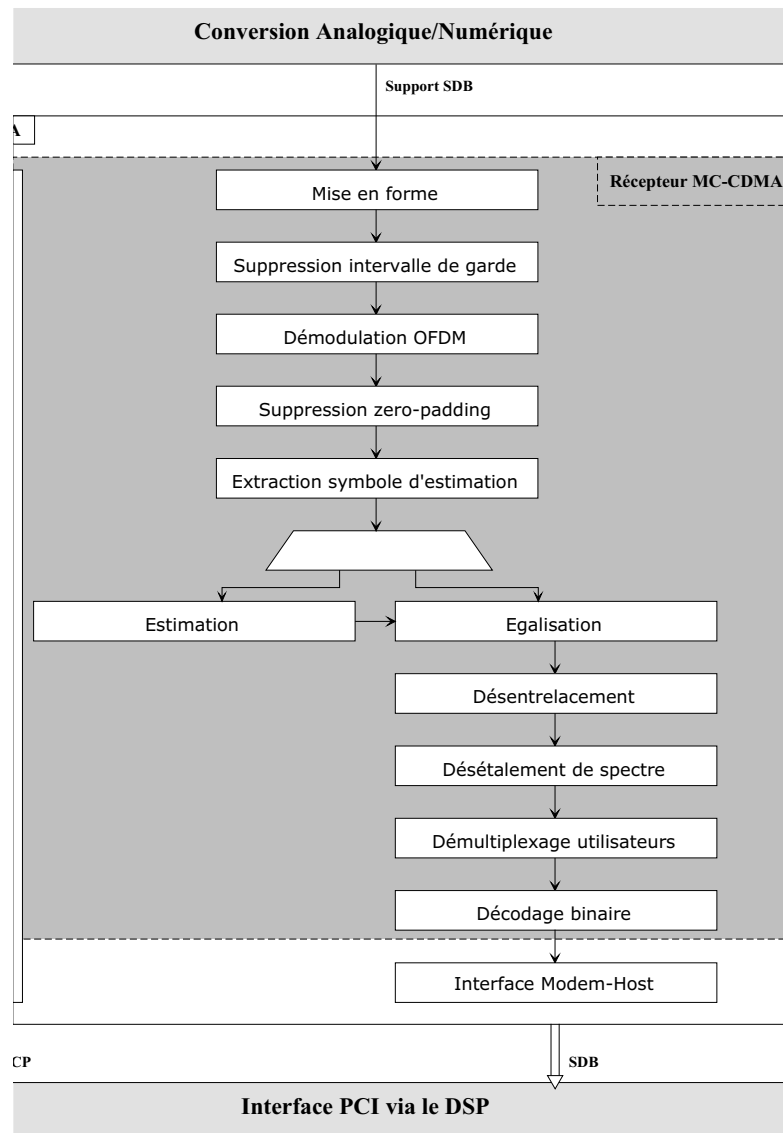 Conversion Analogique/Numérique
Support SDB
A
Récepteur MC-CDMA
Mise en forme
Suppression intervalle de garde
Démodulation OFDM
Suppression zero-padding
Extraction symbole d'estimation
Estimation
Egalisation
Désentrelacement
Désétalement de spectre
Démultiplexage utilisateurs
Décodage binaire
Interface Modem-Host
CP
SDB
Interface PCI via le DSP